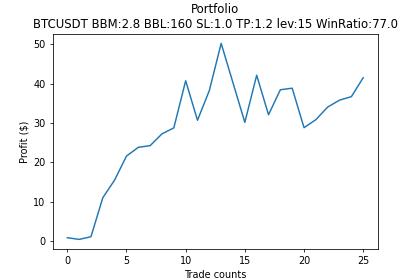 Portfolio
BTCUSDT BBM:2.8 BBL:160 SL:1.0 TP:1.2 lev:15 WinRatio:77.0
50
40
30
20
10
0
Profit ($)
0 5 10 15 20 25
Trade counts